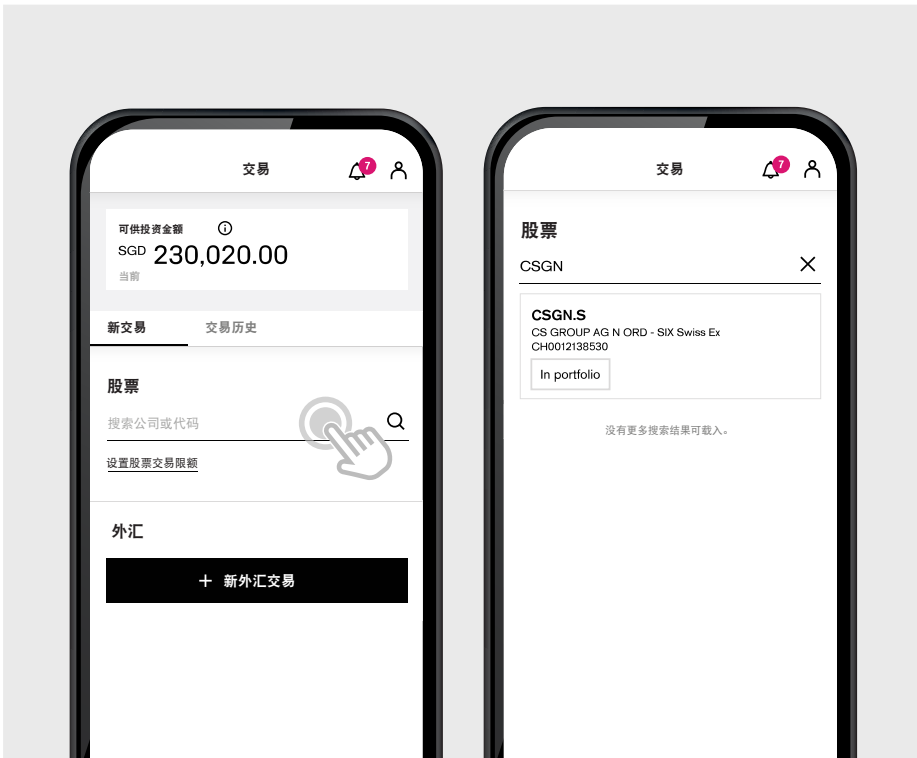 交易
7
可供投资金额
SGD 230,020.00
当前
新交易
交易历史
股票
搜索公司或代码
设置股票交易限额
外汇
+ 新外汇交易
交易
7
股票
CSGN
CSGN.S
CS GROUP AG N ORD - SIX Swiss Ex
CH0012138530
In portfolio
没有更多搜索结果可载入。